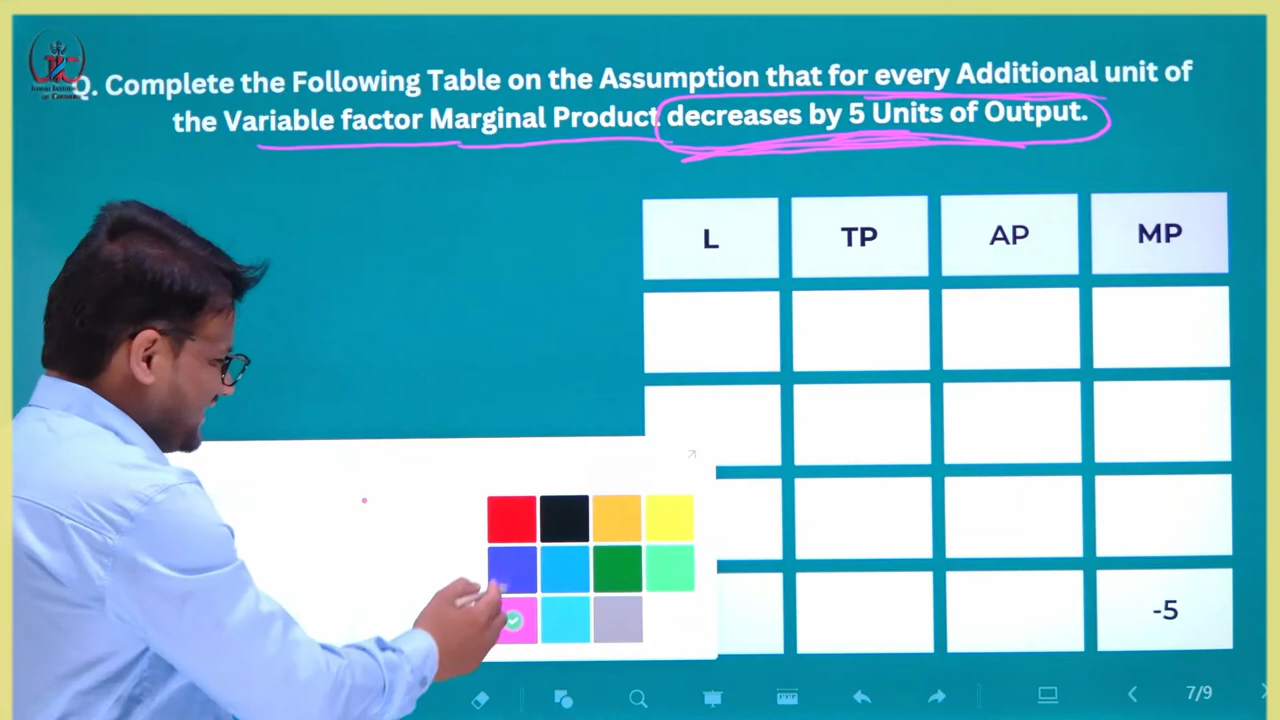 Q. Complete the Following Table on the Assumption that for every Additional unit of
the Variable factor Marginal Product decreases by 5 Units of Output.
L TP AP MP
-5
7/9